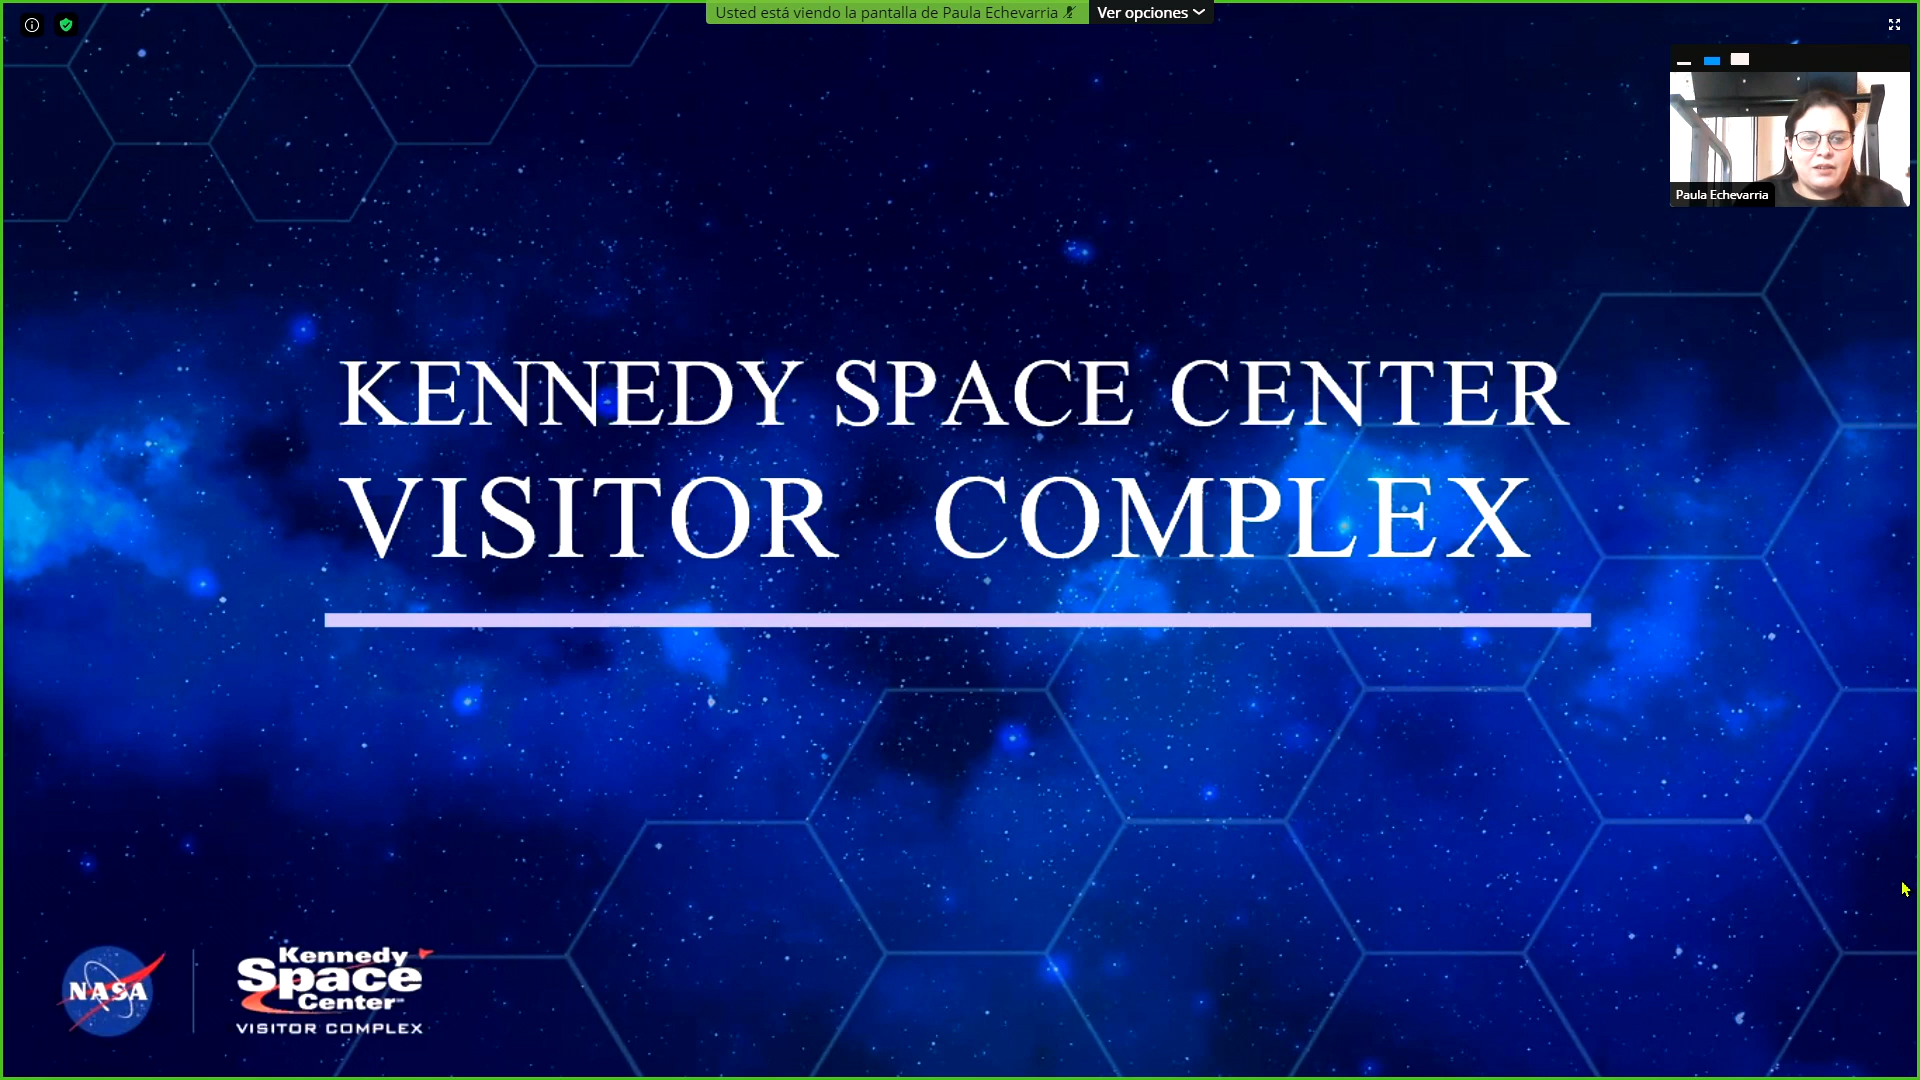 Usted está viendo la pantalla de Paula Echevarria
Ver opciones
Paula Echevarria
KENNEDY SPACE CENTER
VISITOR COMPLEX
NASA
Kennedy
Space
Center
VISITOR COMPLEX